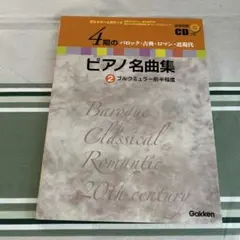 4期の
バロック・古典・ロマン・近現代
CD
ピアノ名曲集
2 ブルクミュラー前半程度
Baroque
Classical
Romantic
20th century
Gakken